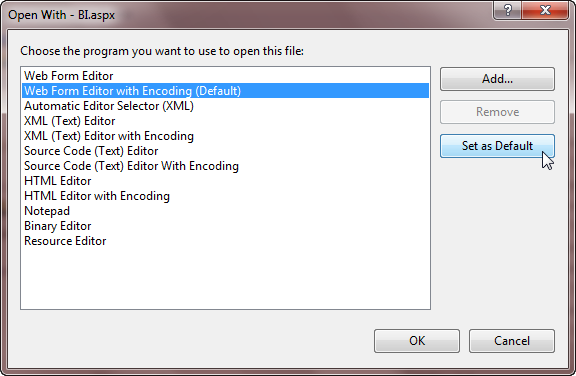 Open With - BI.aspx
Choose the program you want to use to open this file:
Web Form Editor
Web Form Editor with Encoding (Default)
Automatic Editor Selector (XML)
XML (Text) Editor
XML (Text) Editor with Encoding
Source Code (Text) Editor
Source Code (Text) Editor With Encoding
HTML Editor
HTML Editor with Encoding
Notepad
Binary Editor
Resource Editor
Add...
Remove
Set as Default
OK
Cancel